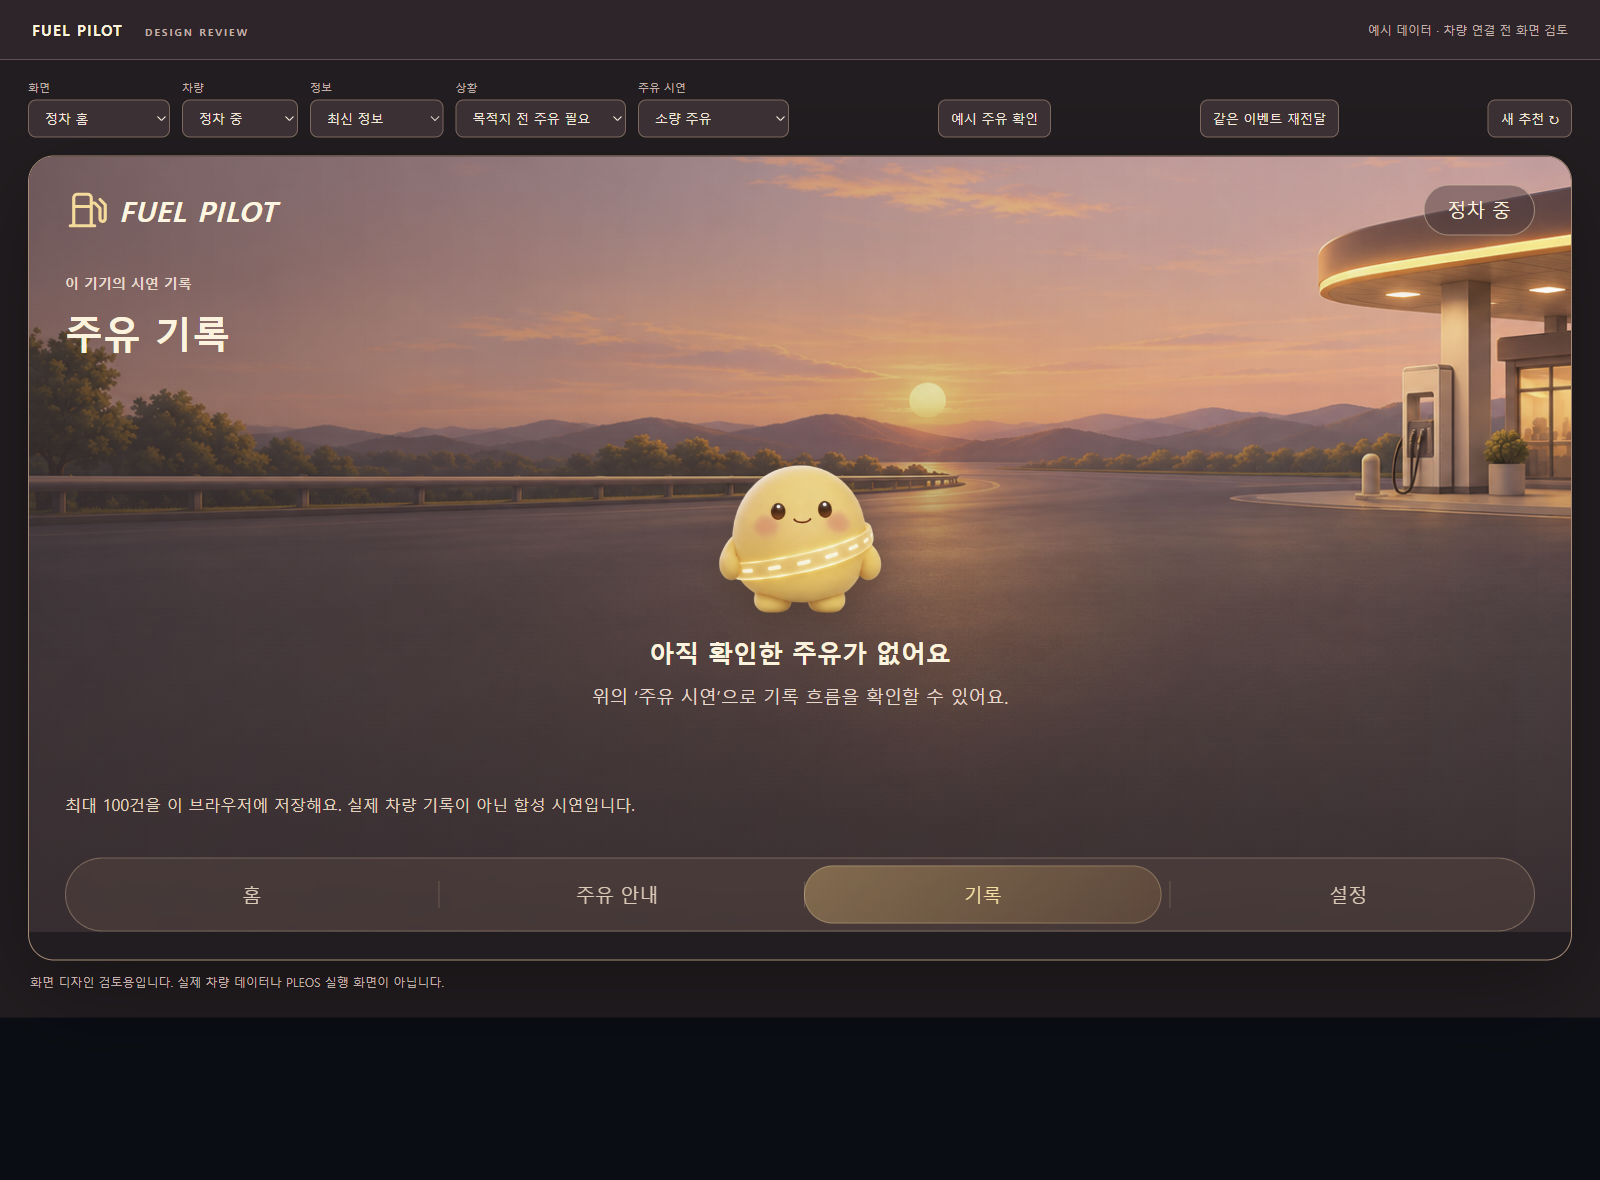 FUEL PILOT DESIGN REVIEW 예시 데이터 · 차량 연결 전 화면 검토
화면 차량 정보 상황 주유 시연
정차 홈 정차 중 최신 정보 목적지 전 주유 필요 소량 주유 예시 주유 확인 같은 이벤트 재전달 새 추천 ↻
FUEL PILOT 정차 중
이 기기의 시연 기록
주유 기록
아직 확인한 주유가 없어요
위의 ‘주유 시연’으로 기록 흐름을 확인할 수 있어요.
최대 100건을 이 브라우저에 저장해요. 실제 차량 기록이 아닌 합성 시연입니다.
홈 주유 안내 기록 설정
화면 디자인 검토용입니다. 실제 차량 데이터나 PLEOS 실행 화면이 아닙니다.